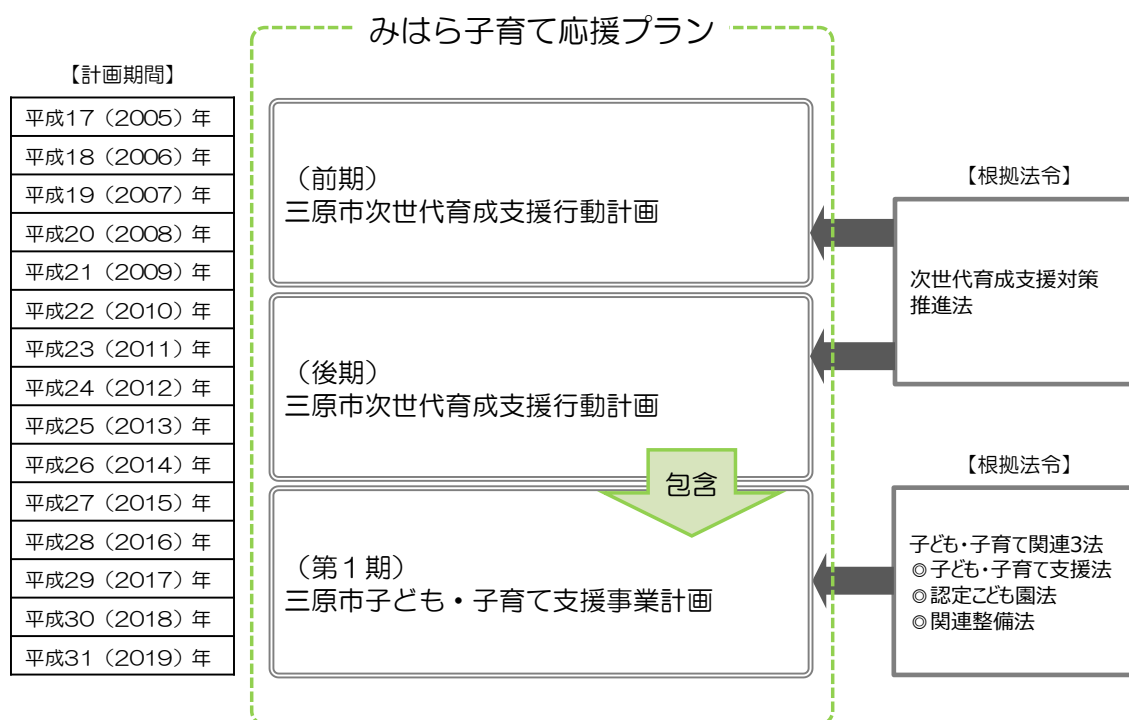 みはら子育て応援プラン
【計画期間】
平成17（2005）年
平成18（2006）年
平成19（2007）年
平成20（2008）年
平成21（2009）年
平成22（2010）年
平成23（2011）年
平成24（2012）年
平成25（2013）年
平成26（2014）年
平成27（2015）年
平成28（2016）年
平成29（2017）年
平成30（2018）年
平成31（2019）年
（前期）
三原市次世代育成支援行動計画
（後期）
三原市次世代育成支援行動計画
包含
（第１期）
三原市子ども・子育て支援事業計画
【根拠法令】
次世代育成支援対策
推進法
【根拠法令】
子ども・子育て関連3法
◎子ども・子育て支援法
◎認定こども園法
◎関連整備法